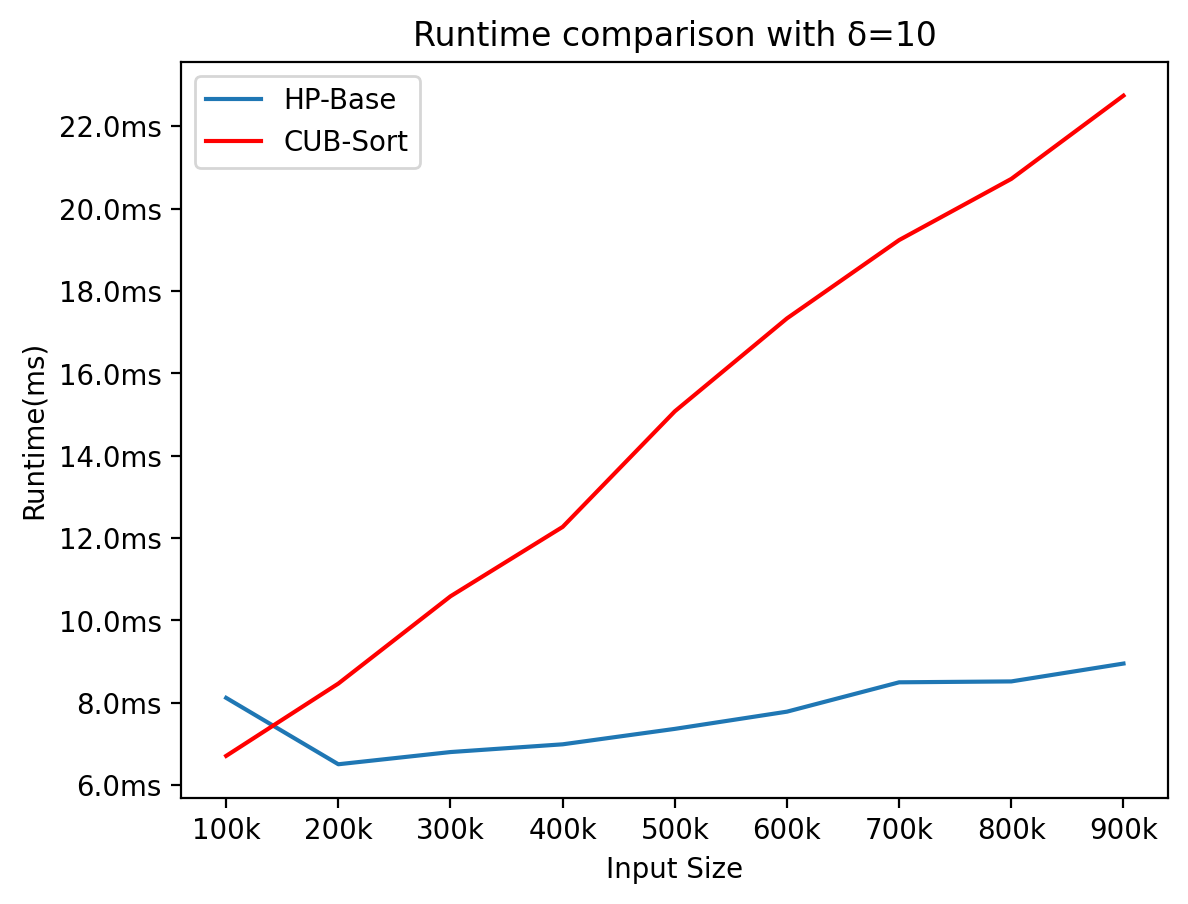 Runtime comparison with δ=10
HP-Base
CUB-Sort
22.0ms
20.0ms
18.0ms
16.0ms
14.0ms
12.0ms
10.0ms
8.0ms
6.0ms
Runtime(ms)
100k 200k 300k 400k 500k 600k 700k 800k 900k
Input Size